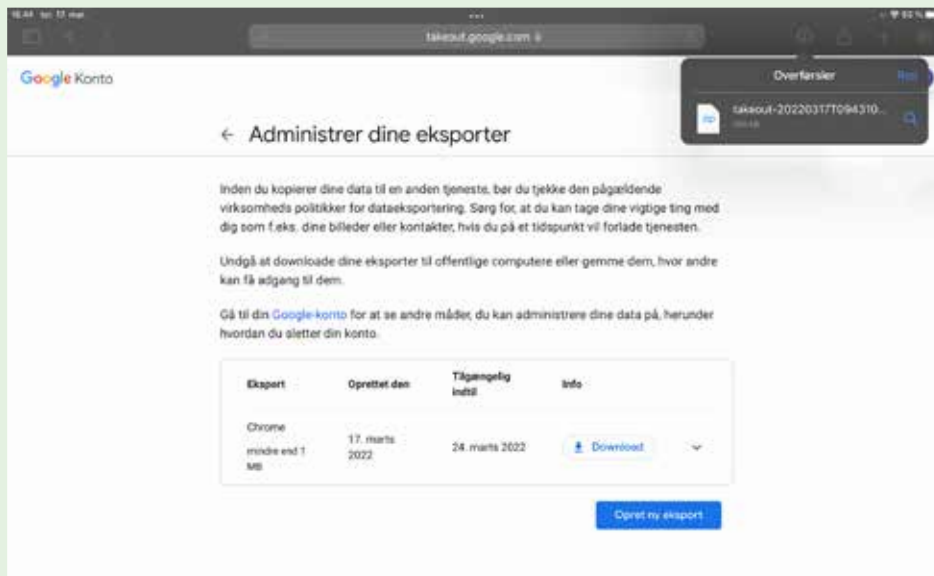 takeout.google.com
Overførsler
takeout-20220317T094310...
Google Konto
← Administrer dine eksporter
Inden du kopierer dine data til en anden tjeneste, bør du tjekke den pågældende
virksomheds politikker for dataeksportering. Sørg for, at du kan tage dine vigtige ting med
dig som f.eks. dine billeder eller kontakter, hvis du på et tidspunkt vil forlade tjenesten.
Undgå at downloade dine eksporter til offentlige computere eller gemme dem, hvor andre
kan få adgang til dem.
Gå til din Google-konto for at se andre måder, du kan administrere dine data på, herunder
hvordan du sletter din konto.
Eksport Oprettet den Tilgængelig indtil Info
Chrome
mindre end 1 MB
17. marts 2022
24. marts 2022
Download
Opret ny eksport